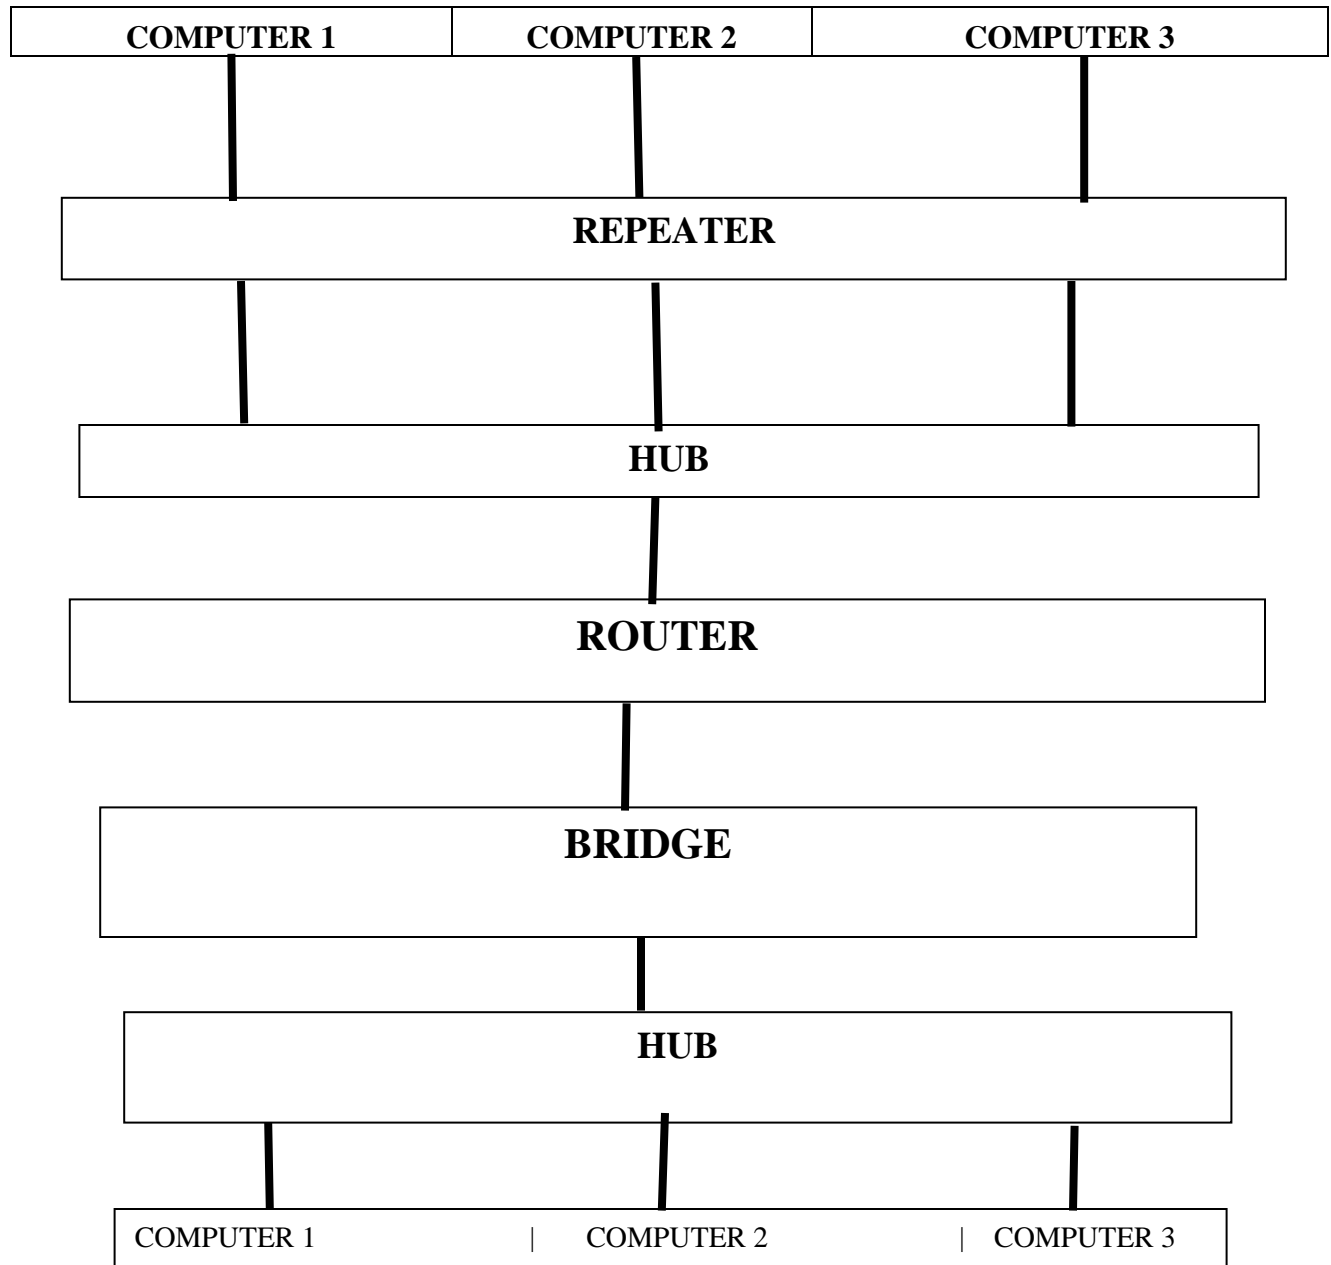 COMPUTER 1 COMPUTER 2 COMPUTER 3
REPEATER
HUB
ROUTER
BRIDGE
HUB
COMPUTER 1 | COMPUTER 2 | COMPUTER 3